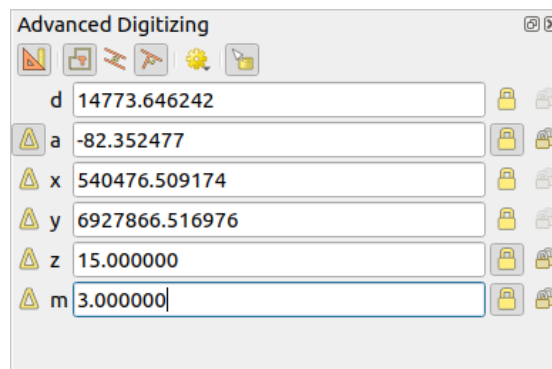 Advanced Digitizing
d 14773.646242
a -82.352477
x 540476.509174
y 6927866.516976
z 15.000000
m 3.000000